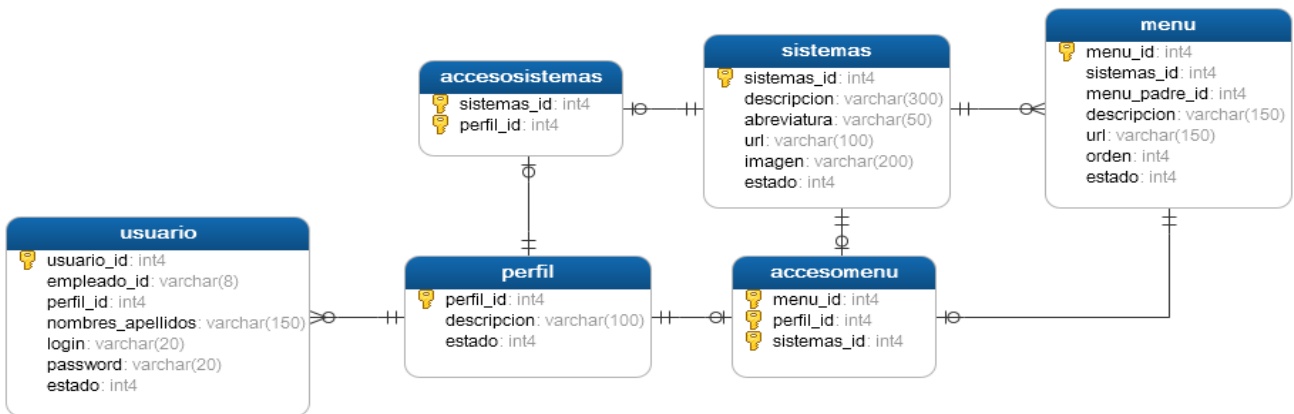 menu
menu_id: int4
sistemas_id: int4
menu_padre_id: int4
descripcion: varchar(150)
url: varchar(150)
orden: int4
estado: int4
sistemas
sistemas_id: int4
descripcion: varchar(300)
abreviatura: varchar(50)
url: varchar(100)
imagen: varchar(200)
estado: int4
accesosistemas
sistemas_id: int4
perfil_id: int4
usuario
usuario_id: int4
empleado_id: varchar(8)
perfil_id: int4
nombres_apellidos: varchar(150)
login: varchar(20)
password: varchar(20)
estado: int4
perfil
perfil_id: int4
descripcion: varchar(100)
estado: int4
accesomenu
menu_id: int4
perfil_id: int4
sistemas_id: int4